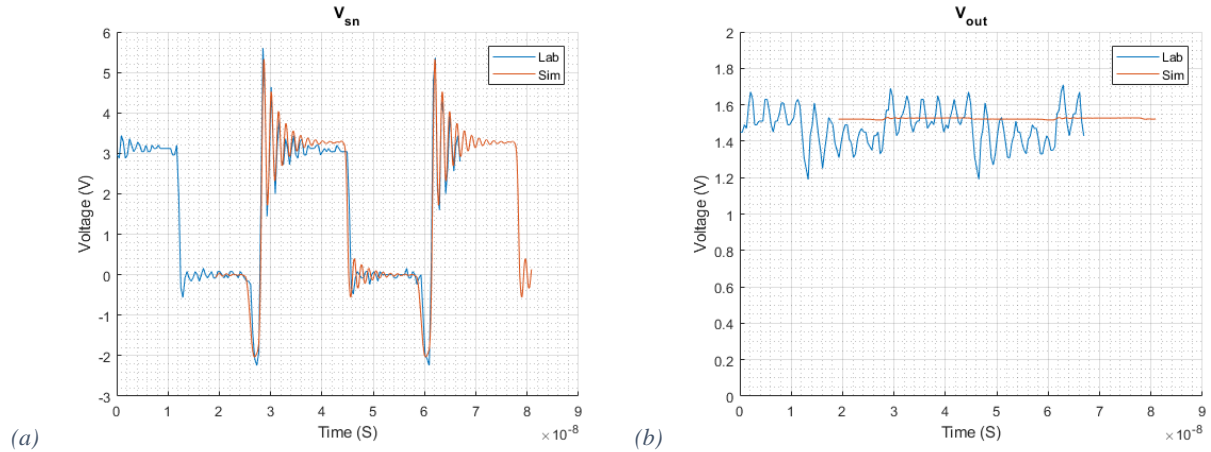 V_sn
Lab
Sim
6
5
4
3
2
1
0
-1
-2
-3
Voltage (V)
0 1 2 3 4 5 6 7 8 9
Time (S)
×10^-8
(a)
V_out
Lab
Sim
2
1.8
1.6
1.4
1.2
1
0.8
0.6
0.4
0.2
0
Voltage (V)
0 1 2 3 4 5 6 7 8 9
Time (S)
×10^-8
(b)